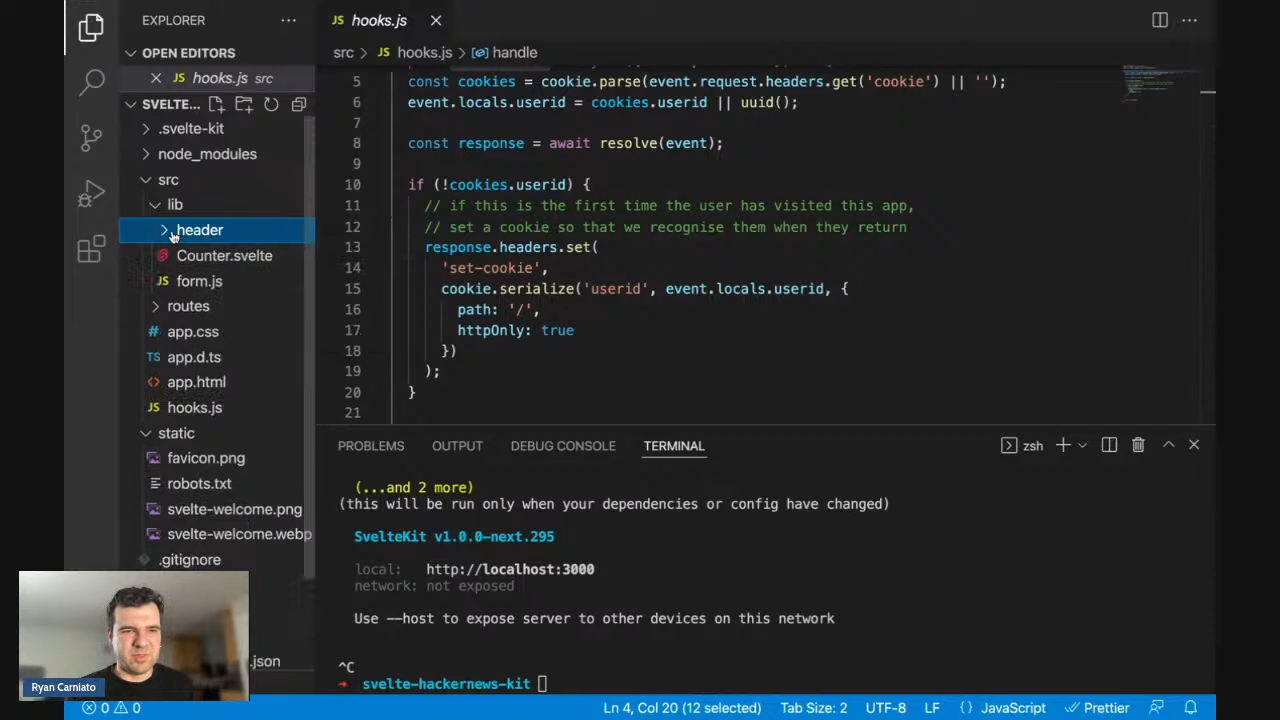 EXPLORER
OPEN EDITORS
hooks.js src
SVELTE...
.svelte-kit
node_modules
src
lib
header
Counter.svelte
form.js
routes
app.css
app.d.ts
app.html
hooks.js
static
favicon.png
robots.txt
svelte-welcome.png
svelte-welcome.webp
.gitignore
.json
JS hooks.js
src > JS hooks.js > handle
5 const cookies = cookie.parse(event.request.headers.get('cookie') || '');
6 event.locals.userid = cookies.userid || uuid();
7
8 const response = await resolve(event);
9
10 if (!cookies.userid) {
11 // if this is the first time the user has visited this app,
12 // set a cookie so that we recognise them when they return
13 response.headers.set(
14 'set-cookie',
15 cookie.serialize('userid', event.locals.userid, {
16 path: '/',
17 httpOnly: true
18 })
19 );
20 }
21
PROBLEMS OUTPUT DEBUG CONSOLE TERMINAL zsh
(...and 2 more)
(this will be run only when your dependencies or config have changed)
SvelteKit v1.0.0-next.295
local: http://localhost:3000
network: not exposed
Use --host to expose server to other devices on this network
^C
→ svelte-hackernews-kit
Ryan Carniato
0 0 Ln 4, Col 20 (12 selected) Tab Size: 2 UTF-8 LF {} JavaScript Prettier